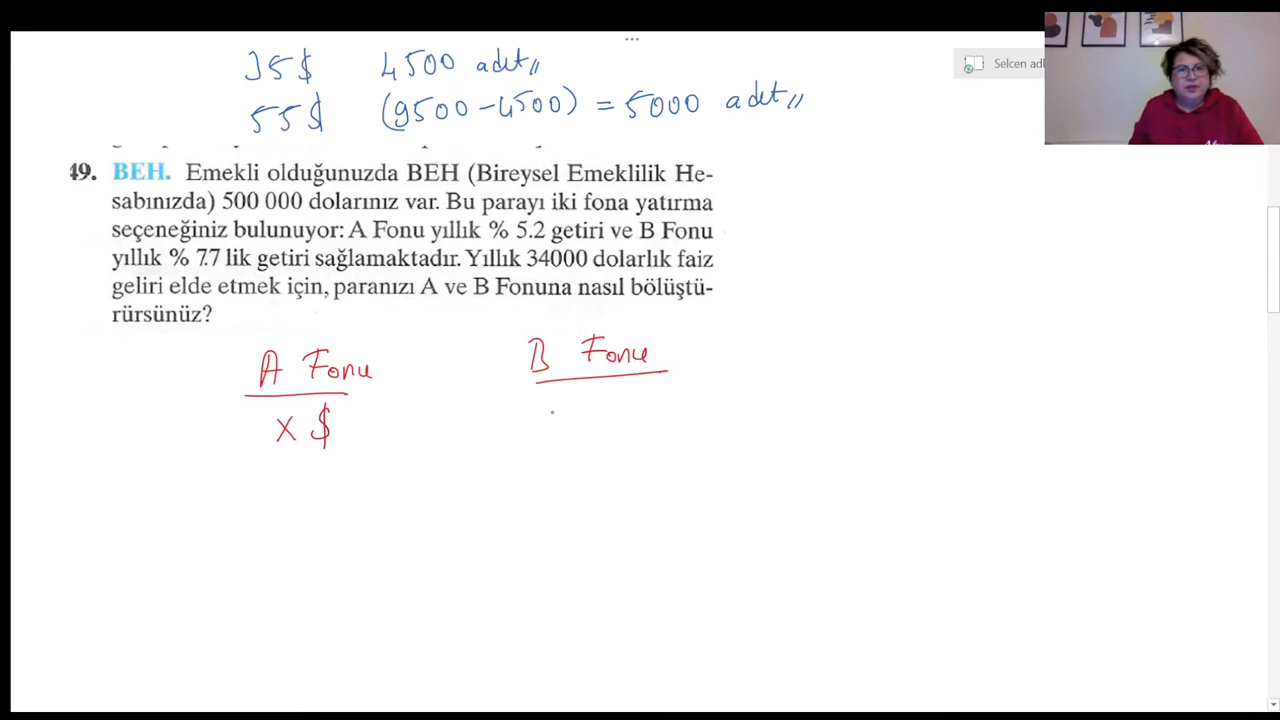 ...
35$ 4500 adet//
55$ (9500-4500) = 5000 adet//
Selcen
49. BEH. Emekli olduğunuzda BEH (Bireysel Emeklilik He-
sabınızda) 500 000 dolarınız var. Bu parayı iki fona yatırma
seçeneğiniz bulunuyor: A Fonu yıllık % 5.2 getiri ve B Fonu
yıllık % 7.7 lik getiri sağlamaktadır. Yıllık 34000 dolarlık faiz
geliri elde etmek için, paranızı A ve B Fonuna nasıl bölüştü-
rürsünüz?
A Fonu B Fonu
x $